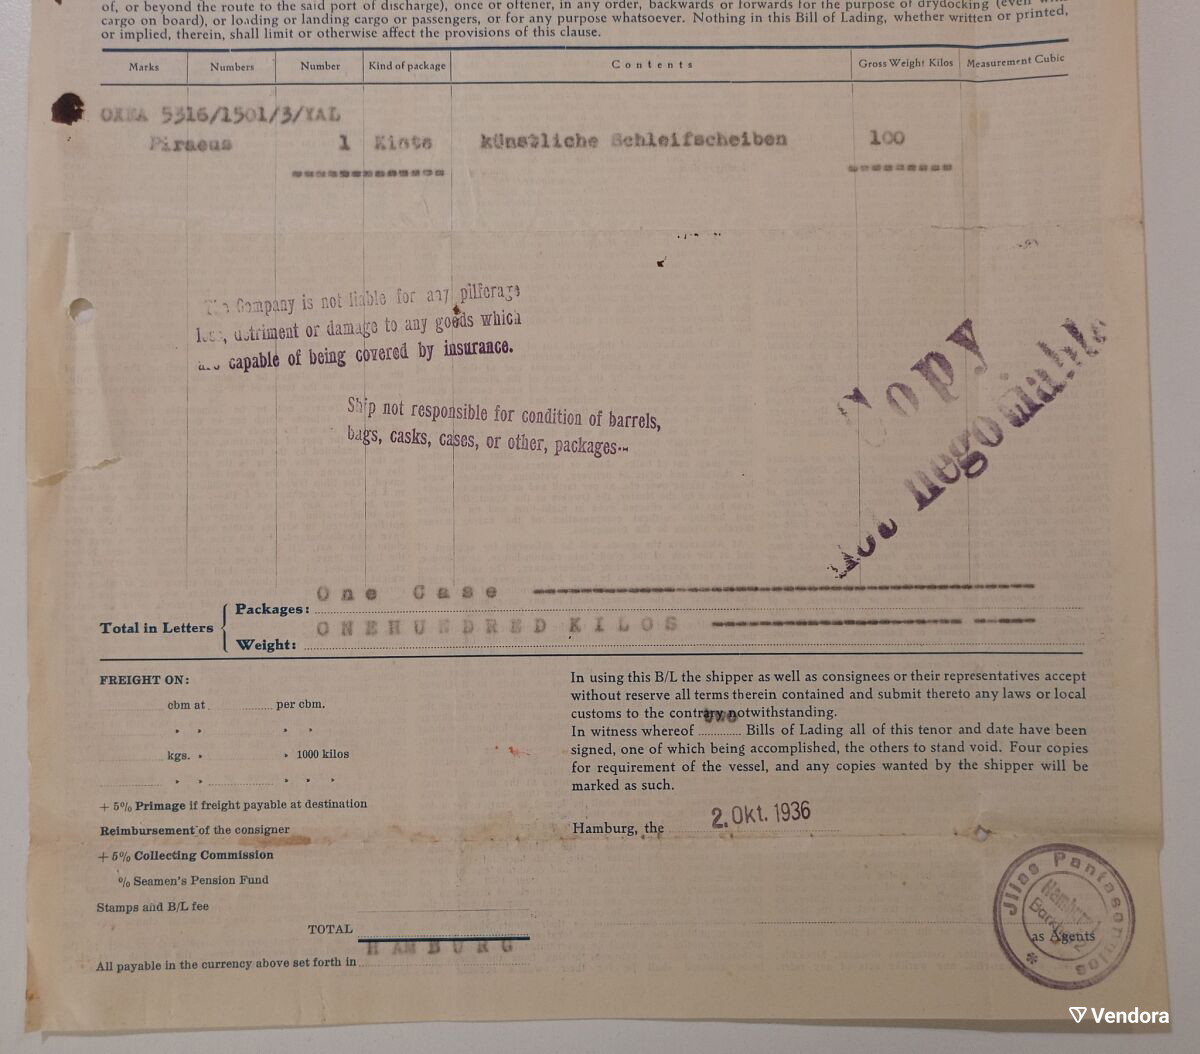 of, or beyond the route to the said port of discharge), once or oftener, in any order, backwards or forwards for the purpose of drydocking (even with
cargo on board), or loading or landing cargo or passengers, or for any purpose whatsoever. Nothing in this Bill of Lading, whether written or printed,
or implied, therein, shall limit or otherwise affect the provisions of this clause.
Marks Numbers Number Kind of package Contents Gross Weight Kilos Measurement Cubic
5316/1501/3/YAL
Piraeus 1 Kiste künstliche Schleifscheiben 100
The Company is not liable for any pilferage
loss, detriment or damage to any goods which
are capable of being covered by insurance.
Ship not responsible for condition of barrels,
bags, casks, cases, or other, packages--
Copy
not negotiable
One Case
Total in Letters
Packages:
ONEHUNDRED KILOS
Weight:
FREIGHT ON:
cbm at per cbm.
" " " "
kgs. " " 1000 kilos
" " " " "
+ 5% Primage if freight payable at destination
Reimbursement of the consigner
+ 5% Collecting Commission
% Seamen's Pension Fund
Stamps and B/L fee
TOTAL
HAMBURG
All payable in the currency above set forth in
In using this B/L the shipper as well as consignees or their representatives accept
without reserve all terms therein contained and submit thereto any laws or local
customs to the contrary notwithstanding.
two
In witness whereof Bills of Lading all of this tenor and date have been
signed, one of which being accomplished, the others to stand void. Four copies
for requirement of the vessel, and any copies wanted by the shipper will be
marked as such.
Hamburg, the 2. Okt. 1936
Jlias Pantasopulos
Hamburg
as Agents
Vendora